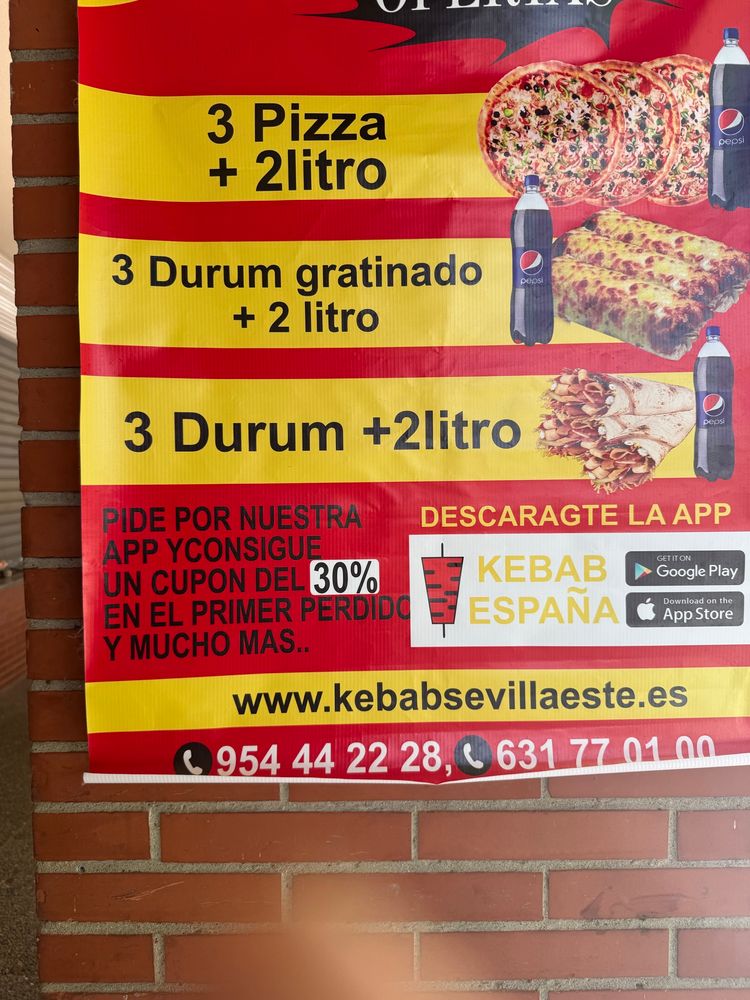 OFERTAS
3 Pizza
+ 2litro
pepsi
3 Durum gratinado
+ 2 litro
pepsi
3 Durum +2litro
pepsi
PIDE POR NUESTRA
APP YCONSIGUE
UN CUPON DEL 30%
EN EL PRIMER PERDIDO
Y MUCHO MAS..
DESCARAGTE LA APP
KEBAB
ESPAÑA
GET IT ON
Google Play
Download on the
App Store
www.kebabsevillaeste.es
954 44 22 28, 631 77 01 00